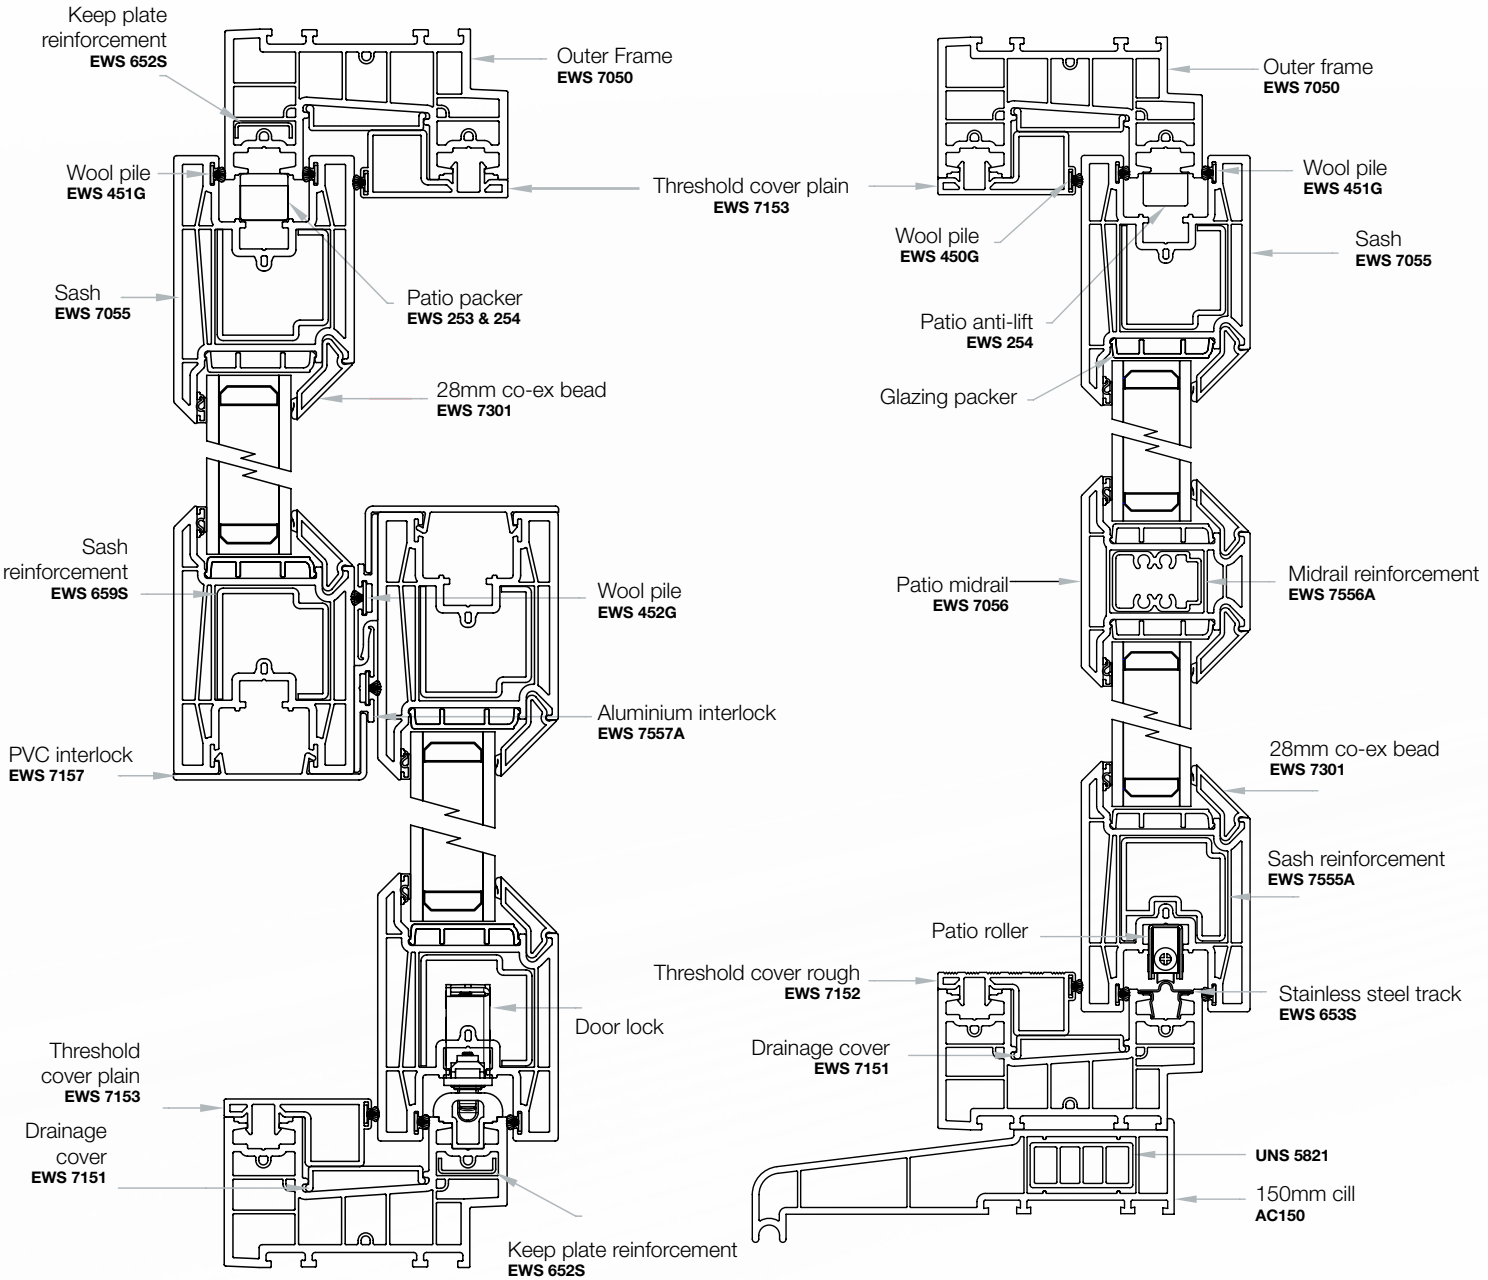 Keep plate
reinforcement
EWS 652S
Outer Frame
EWS 7050
Wool pile
EWS 451G
Threshold cover plain
EWS 7153
Sash
EWS 7055
Patio packer
EWS 253 & 254
28mm co-ex bead
EWS 7301
Sash
reinforcement
EWS 659S
Wool pile
EWS 452G
Aluminium interlock
EWS 7557A
PVC interlock
EWS 7157
Door lock
Threshold
cover plain
EWS 7153
Drainage
cover
EWS 7151
Keep plate reinforcement
EWS 652S
Outer frame
EWS 7050
Wool pile
EWS 451G
Wool pile
EWS 450G
Sash
EWS 7055
Patio anti-lift
EWS 254
Glazing packer
Patio midrail
EWS 7056
Midrail reinforcement
EWS 7556A
28mm co-ex bead
EWS 7301
Sash reinforcement
EWS 7555A
Patio roller
Threshold cover rough
EWS 7152
Stainless steel track
EWS 653S
Drainage cover
EWS 7151
UNS 5821
150mm cill
AC150